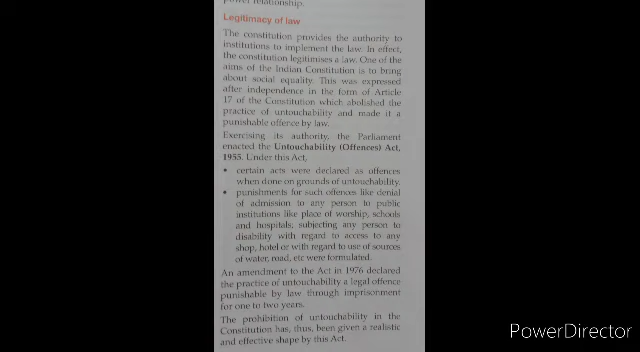 power relationship.
Legitimacy of law
The constitution provides the authority to
institutions to implement the law. In effect,
the constitution legitimises a law. One of the
aims of the Indian Constitution is to bring
about social equality. This was expressed
after independence in the form of Article
17 of the Constitution which abolished the
practice of untouchability and made it a
punishable offence by law.
Exercising its authority, the Parliament
enacted the Untouchability (Offences) Act,
1955. Under this Act,
• certain acts were declared as offences
when done on grounds of untouchability.
• punishments for such offences like denial
of admission to any person to public
institutions like place of worship, schools
and hospitals; subjecting any person to
disability with regard to access to any
shop, hotel or with regard to use of sources
of water, road, etc were formulated.
An amendment to the Act in 1976 declared
the practice of untouchability a legal offence
punishable by law through imprisonment
for one to two years.
The prohibition of untouchability in the
Constitution has, thus, been given a realistic
and effective shape by this Act.
PowerDirector